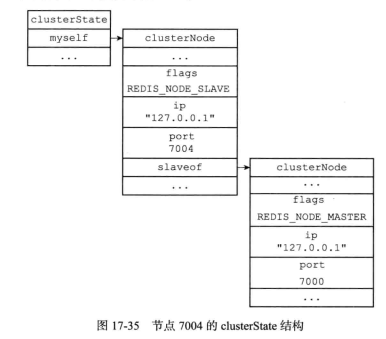 clusterState
myself
...
clusterNode
...
flags
REDIS_NODE_SLAVE
ip
"127.0.0.1"
port
7004
slaveof
...
clusterNode
...
flags
REDIS_NODE_MASTER
ip
"127.0.0.1"
port
7000
...
图 17-35 节点 7004 的 clusterState 结构